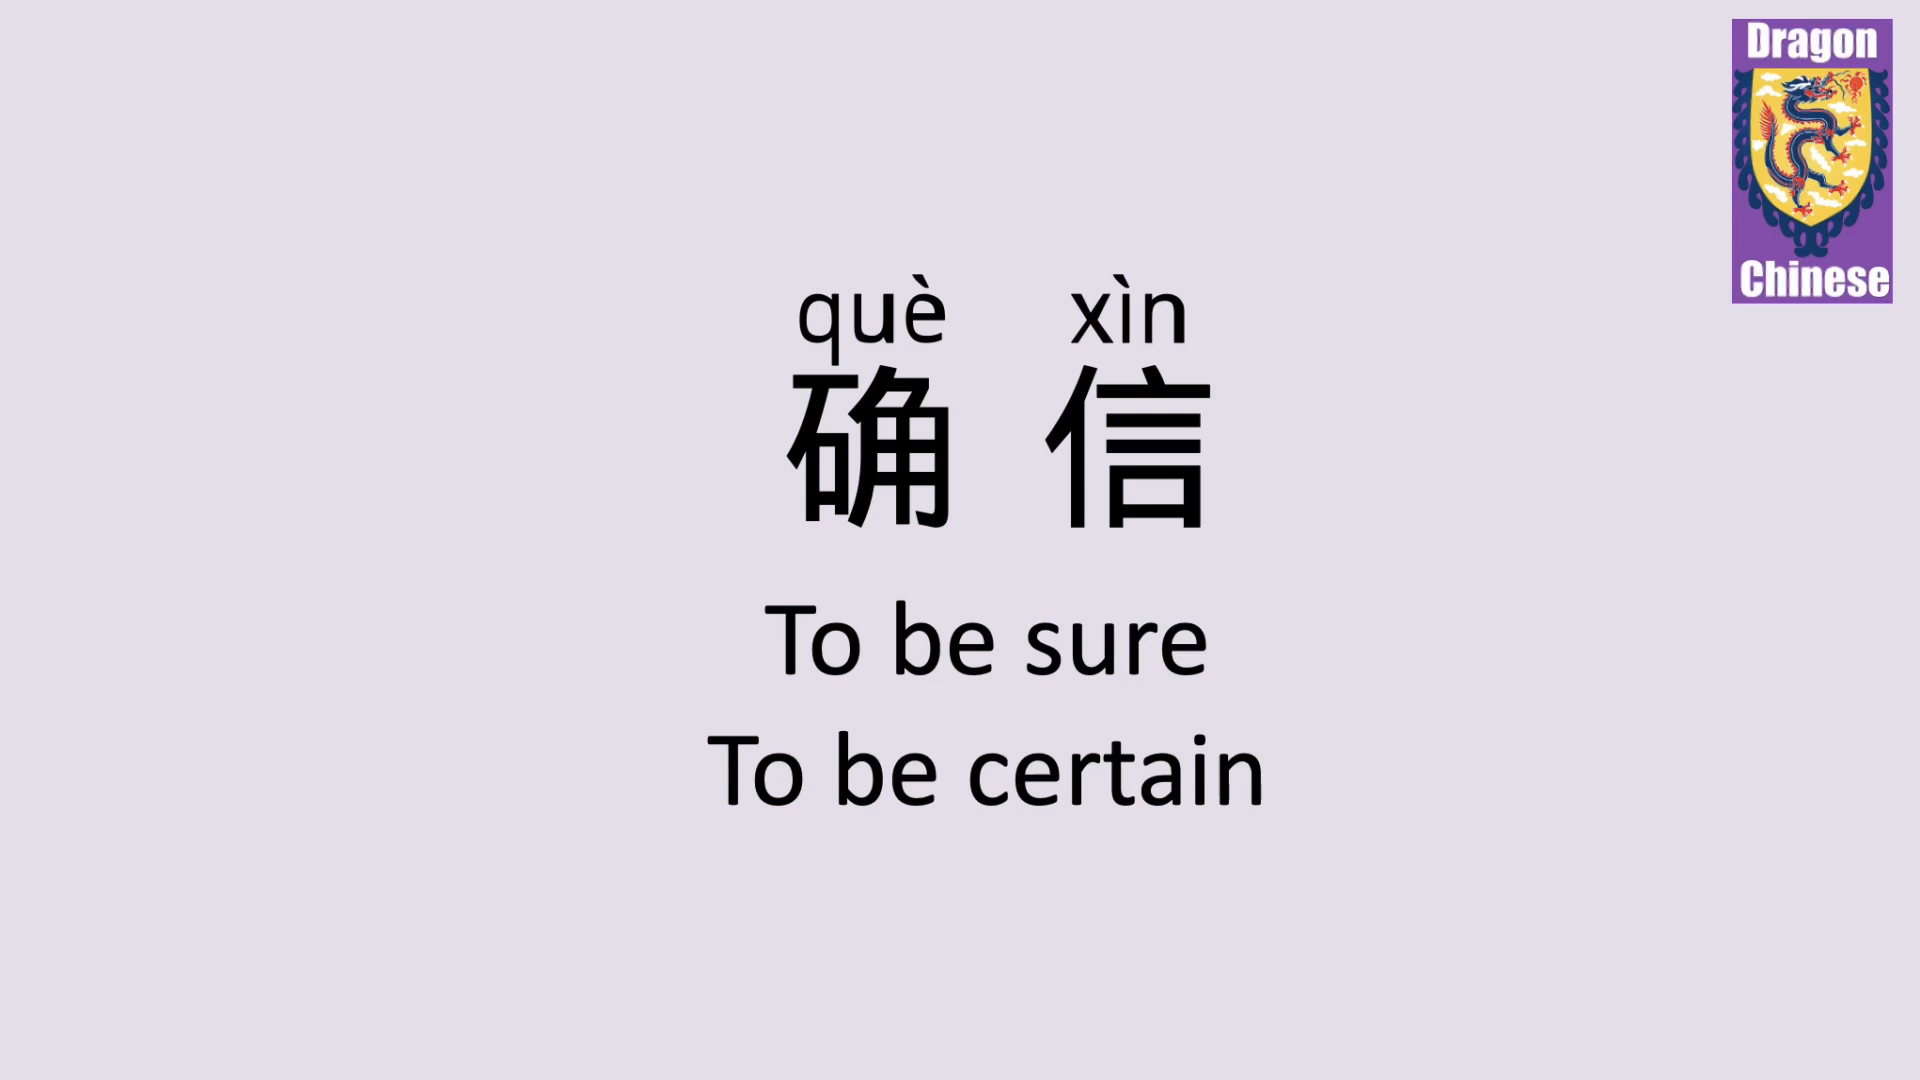 Dragon
Chinese
què xìn
确 信
To be sure
To be certain